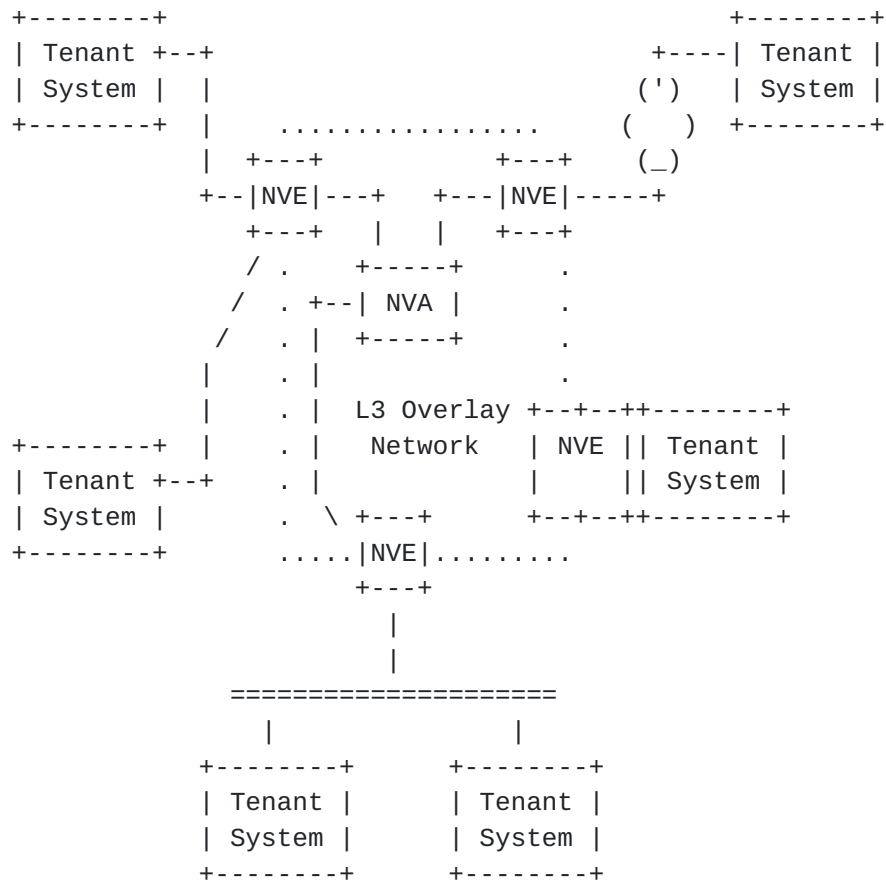 +--------+                                    +--------+
| Tenant +--+                            +----| Tenant |
| System |  |                           (')   | System |
+--------+  |    .................     (   )  +--------+
            |  +---+           +---+    (_)
            +--|NVE|---+   +---|NVE|-----+
               +---+   |   |   +---+
               / .    +-----+      .
              /  . +--| NVA |      .
             /   . |  +-----+      .
            |    . |               .
            |    . |  L3 Overlay +--+--++--------+
+--------+  |    . |   Network   | NVE || Tenant |
| Tenant +--+    . |             |     || System |
| System |       .  \ +---+      +--+--++--------+
+--------+       .....|NVE|.........
                      +---+
                        |
                        |
              =====================
                |               |
            +--------+      +--------+
            | Tenant |      | Tenant |
            | System |      | System |
            +--------+      +--------+